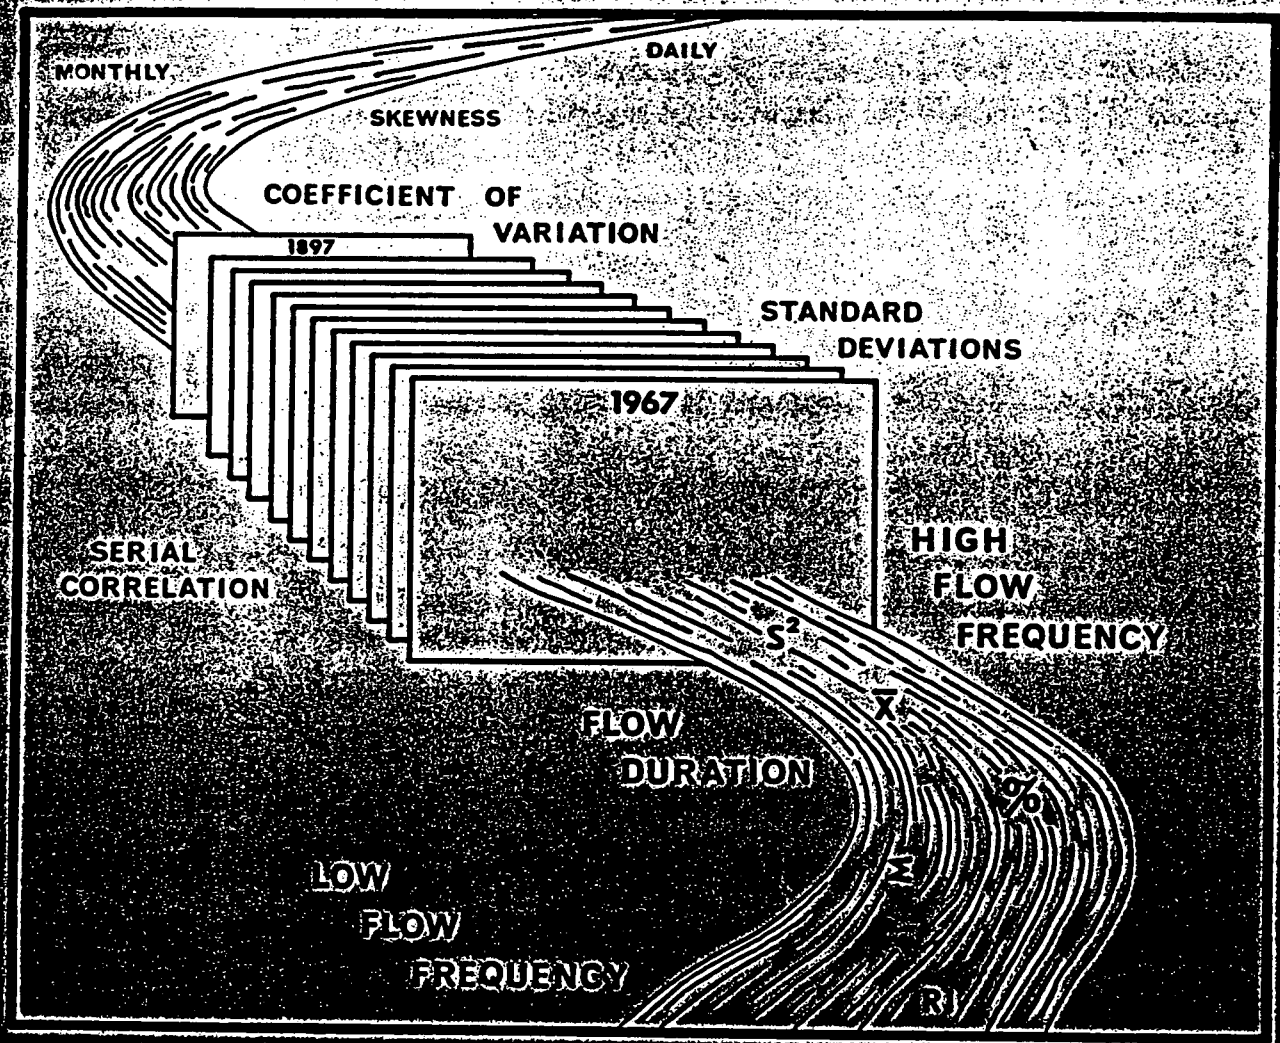 DAILY
MONTHLY
SKEWNESS
COEFFICIENT OF
VARIATION
1897
STANDARD
DEVIATIONS
1967
HIGH
FLOW
FREQUENCY
SERIAL
CORRELATION
S²
X̅
FLOW
DURATION
%
LOW
FLOW
FREQUENCY
RI